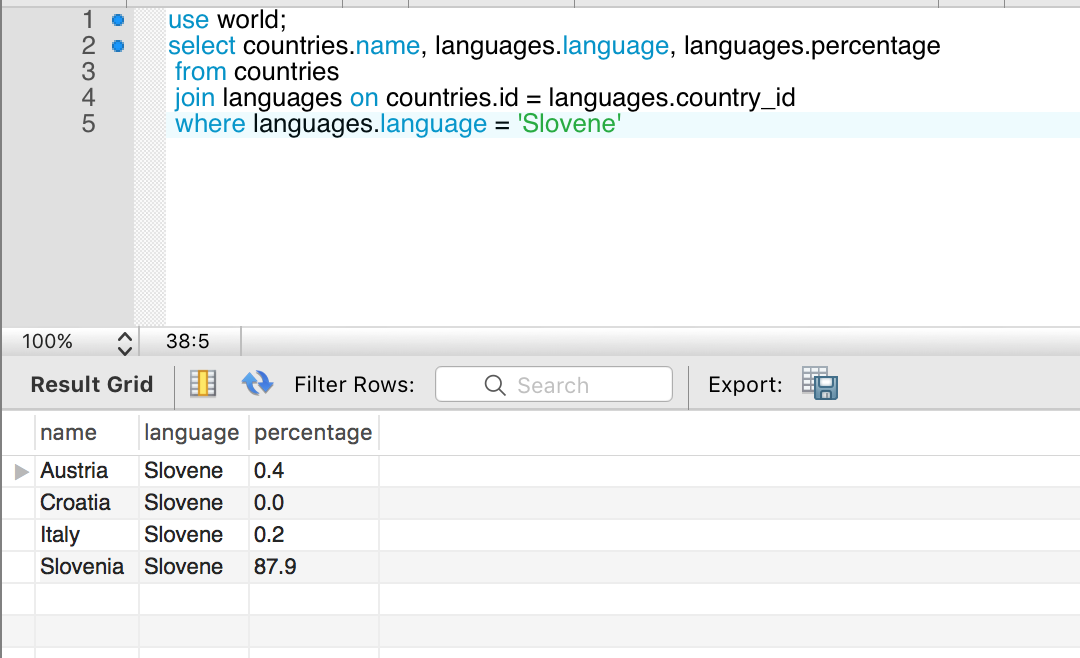 1 use world;
2 select countries.name, languages.language, languages.percentage
3 from countries
4 join languages on countries.id = languages.country_id
5 where languages.language = 'Slovene'
100% 38:5
Result Grid Filter Rows: Search Export:
name language percentage
Austria Slovene 0.4
Croatia Slovene 0.0
Italy Slovene 0.2
Slovenia Slovene 87.9